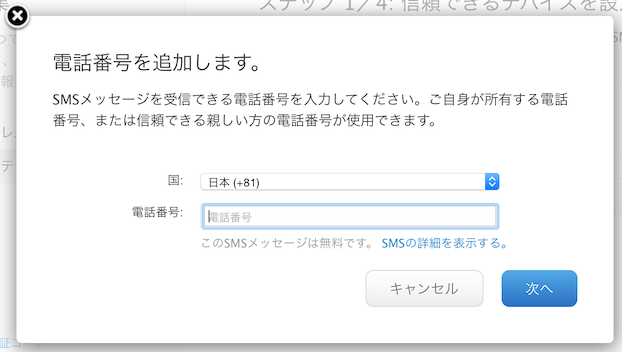 ステップ 1/4: 信頼できるデバイスを設
電話番号を追加します。
SMSメッセージを受信できる電話番号を入力してください。ご自身が所有する電話
番号、または信頼できる親しい方の電話番号が使用できます。
国:
日本 (+81)
電話番号:
電話番号
このSMSメッセージは無料です。 SMSの詳細を表示する。
キャンセル
次へ